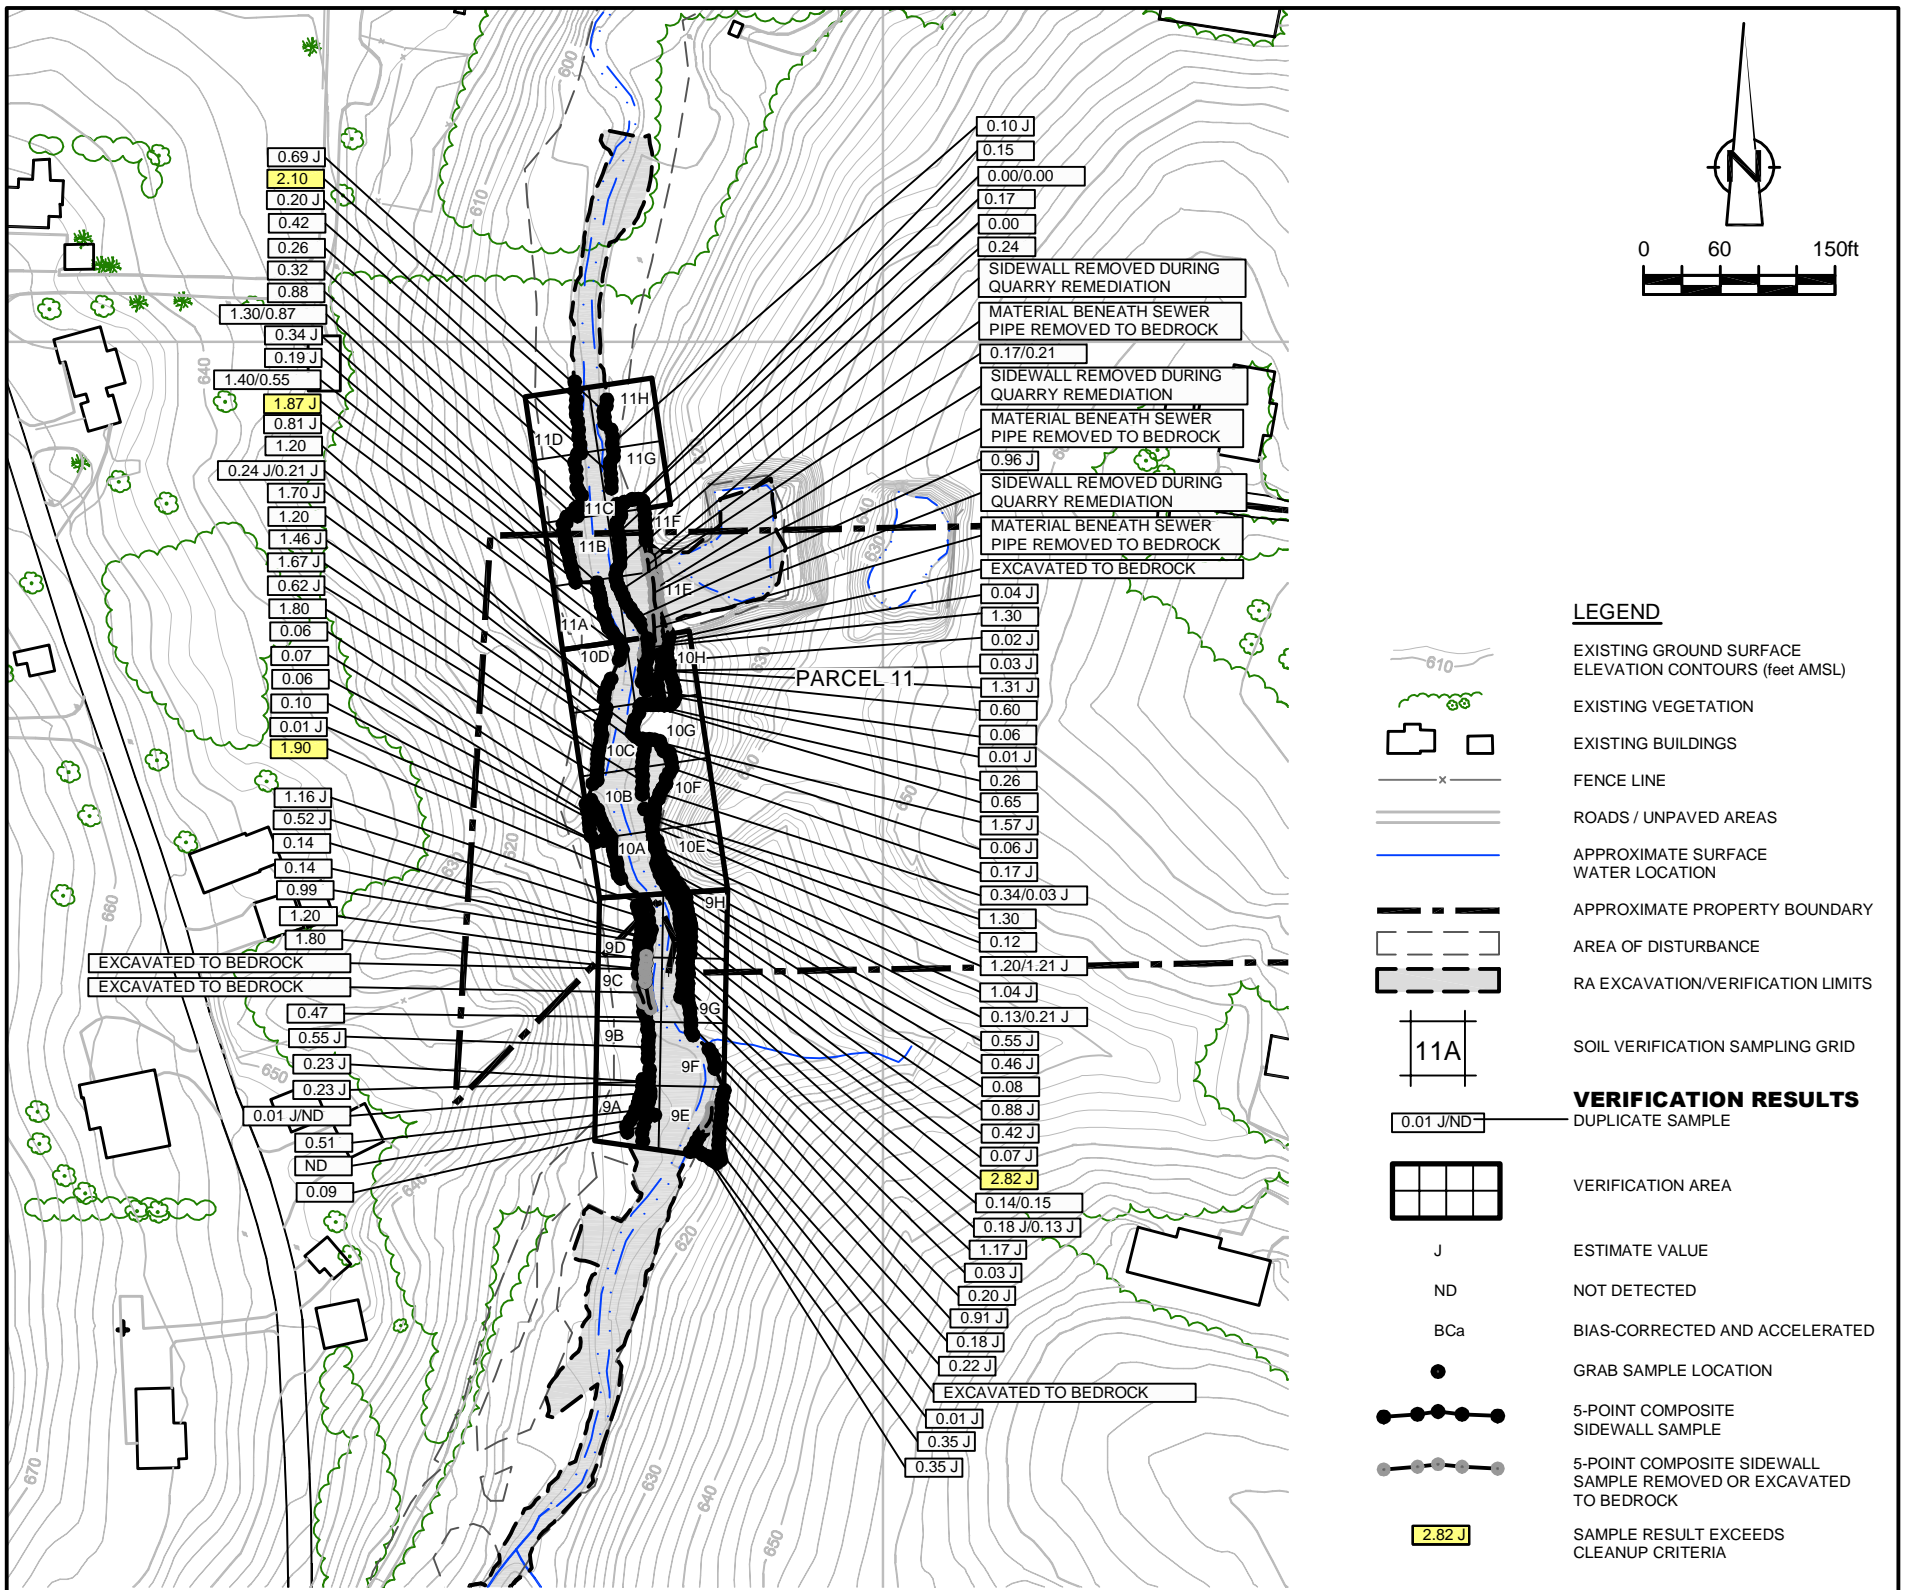 0.69 J
2.10
0.20 J
0.42
0.26
0.32
0.88
1.30/0.87
0.34 J
0.19 J
1.40/0.55
1.87 J
0.81 J
1.20
0.24 J/0.21 J
1.70 J
1.20
1.46 J
1.67 J
0.62 J
1.80
0.06
0.07
0.06
0.10
0.01 J
1.90
1.16 J
0.52 J
0.14
0.14
0.99
1.20
1.80
EXCAVATED TO BEDROCK
EXCAVATED TO BEDROCK
0.47
0.55 J
0.23 J
0.23 J
0.01 J/ND
0.51
ND
0.09
600
610
640
660
650
630
620
640
670
620
630
640
650
630
640
630
650
11H
11D
11G
11C
11F
11B
11E
11A
10D
10H
PARCEL 11
10G
10C
10F
10B
10A
10E
9H
9D
9C
9G
9B
9F
9A
9E
0.10 J
0.15
0.00/0.00
0.17
0.00
0.24
SIDEWALL REMOVED DURING
QUARRY REMEDIATION
MATERIAL BENEATH SEWER
PIPE REMOVED TO BEDROCK
0.17/0.21
SIDEWALL REMOVED DURING
QUARRY REMEDIATION
MATERIAL BENEATH SEWER
PIPE REMOVED TO BEDROCK
0.96 J
SIDEWALL REMOVED DURING
QUARRY REMEDIATION
MATERIAL BENEATH SEWER
PIPE REMOVED TO BEDROCK
EXCAVATED TO BEDROCK
0.04 J
1.30
0.02 J
0.03 J
1.31 J
0.60
0.06
0.01 J
0.26
0.65
1.57 J
0.06 J
0.17 J
0.34/0.03 J
1.30
0.12
1.20/1.21 J
1.04 J
0.13/0.21 J
0.55 J
0.46 J
0.08
0.88 J
0.42 J
0.07 J
2.82 J
0.14/0.15
0.18 J/0.13 J
1.17 J
0.03 J
0.20 J
0.91 J
0.18 J
0.22 J
EXCAVATED TO BEDROCK
0.01 J
0.35 J
0.35 J
N
0 60 150ft
LEGEND
610
EXISTING GROUND SURFACE
ELEVATION CONTOURS (feet AMSL)
EXISTING VEGETATION
EXISTING BUILDINGS
x
FENCE LINE
ROADS / UNPAVED AREAS
APPROXIMATE SURFACE
WATER LOCATION
APPROXIMATE PROPERTY BOUNDARY
AREA OF DISTURBANCE
RA EXCAVATION/VERIFICATION LIMITS
11A
SOIL VERIFICATION SAMPLING GRID
VERIFICATION RESULTS
0.01 J/ND
DUPLICATE SAMPLE
VERIFICATION AREA
J ESTIMATE VALUE
ND NOT DETECTED
BCa BIAS-CORRECTED AND ACCELERATED
GRAB SAMPLE LOCATION
5-POINT COMPOSITE
SIDEWALL SAMPLE
5-POINT COMPOSITE SIDEWALL
SAMPLE REMOVED OR EXCAVATED
TO BEDROCK
2.82 J
SAMPLE RESULT EXCEEDS
CLEANUP CRITERIA